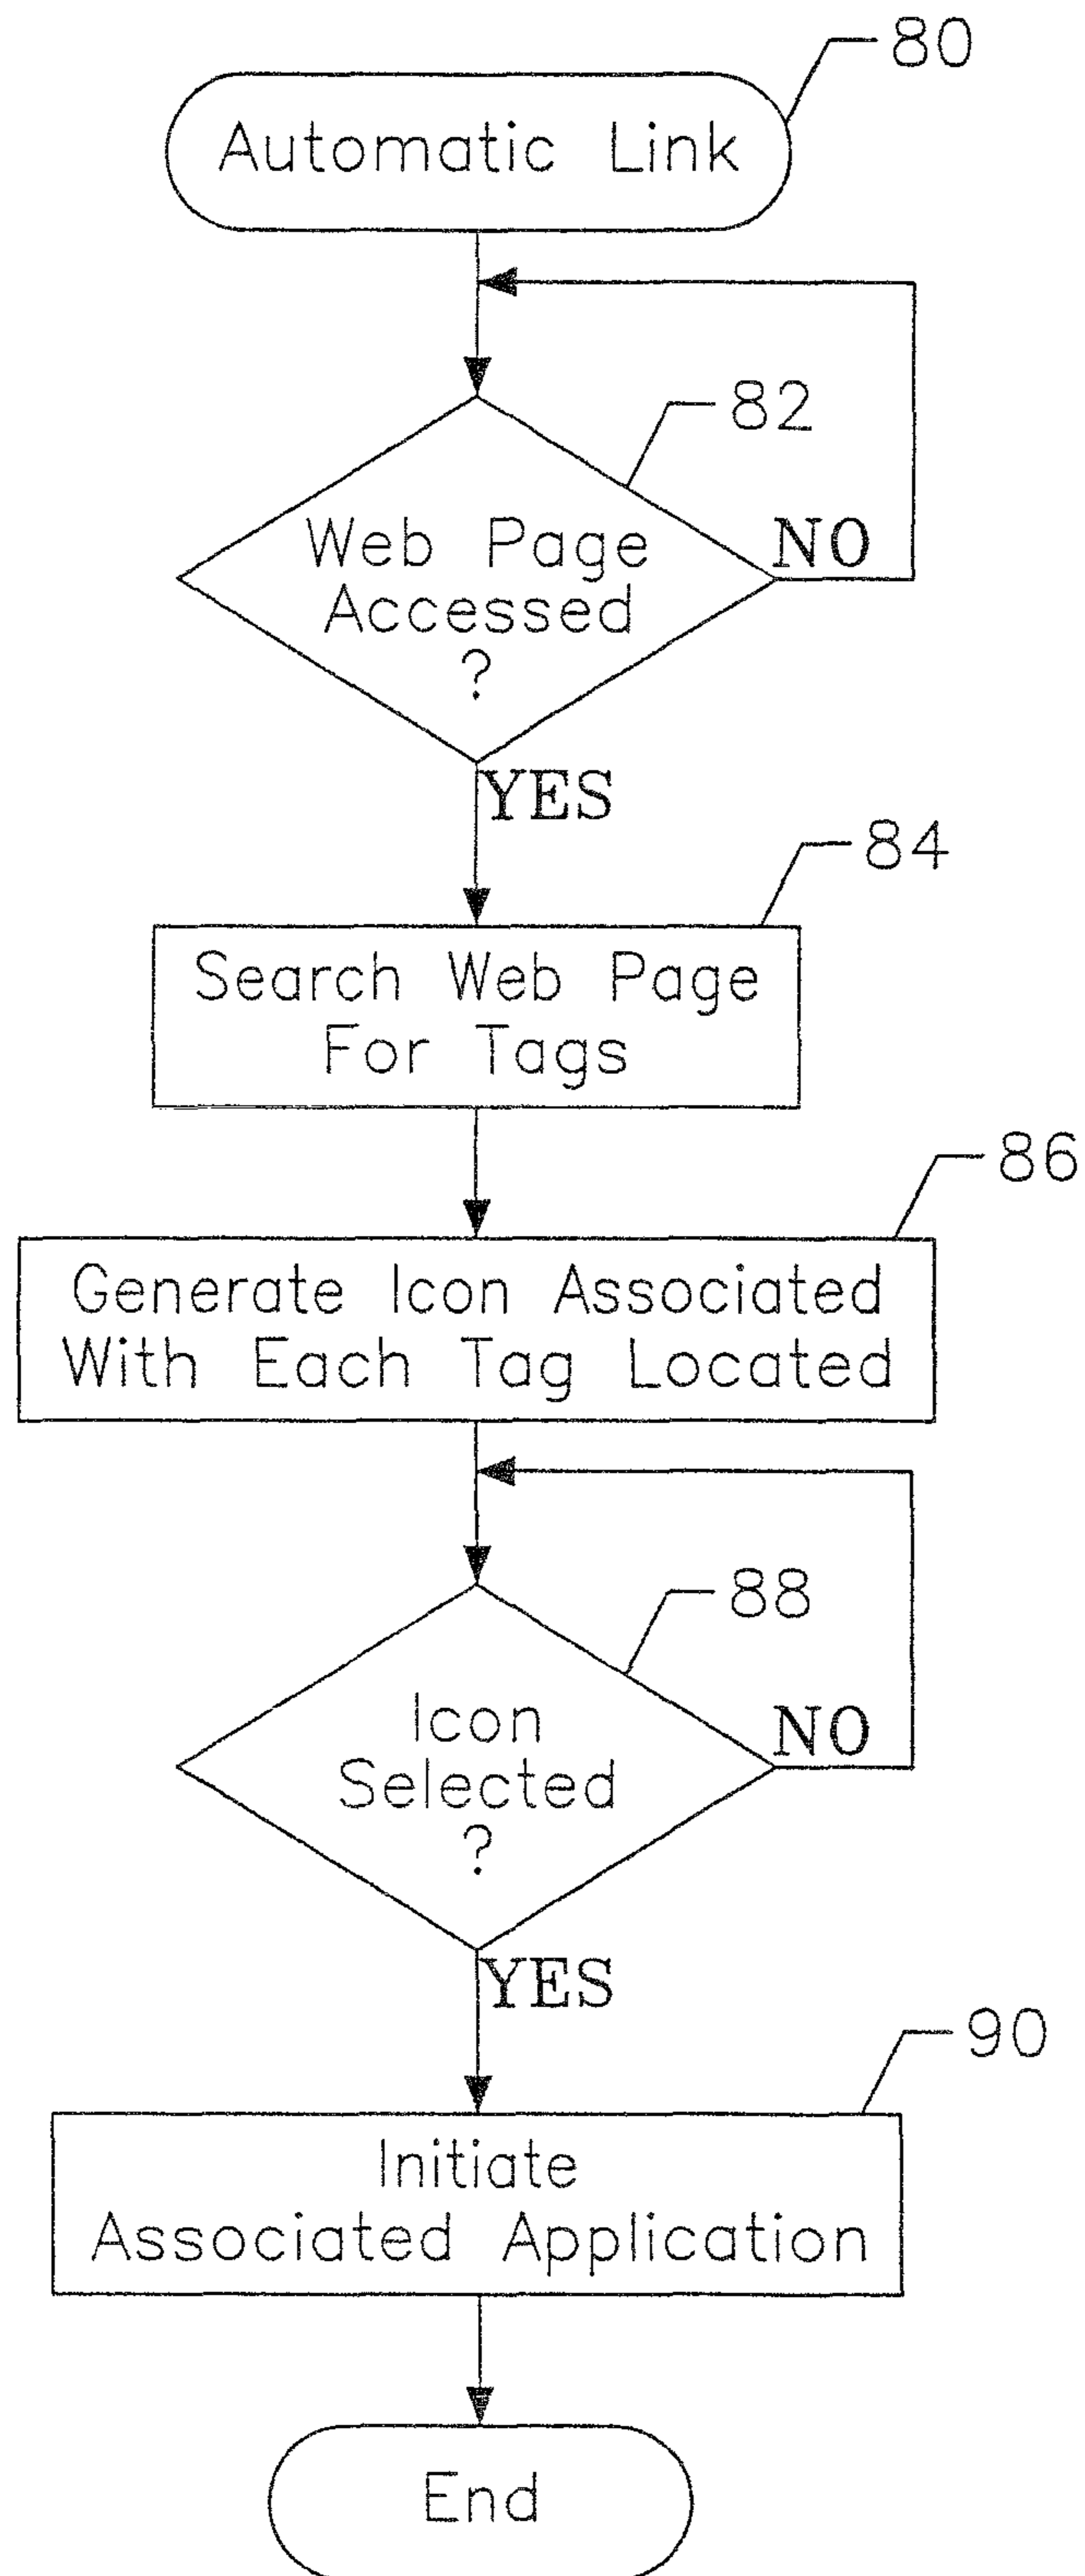 80
Automatic Link
82
Web Page
Accessed
?
NO
YES
84
Search Web Page
For Tags
86
Generate Icon Associated
With Each Tag Located
88
Icon
Selected
?
NO
YES
90
Initiate
Associated Application
End